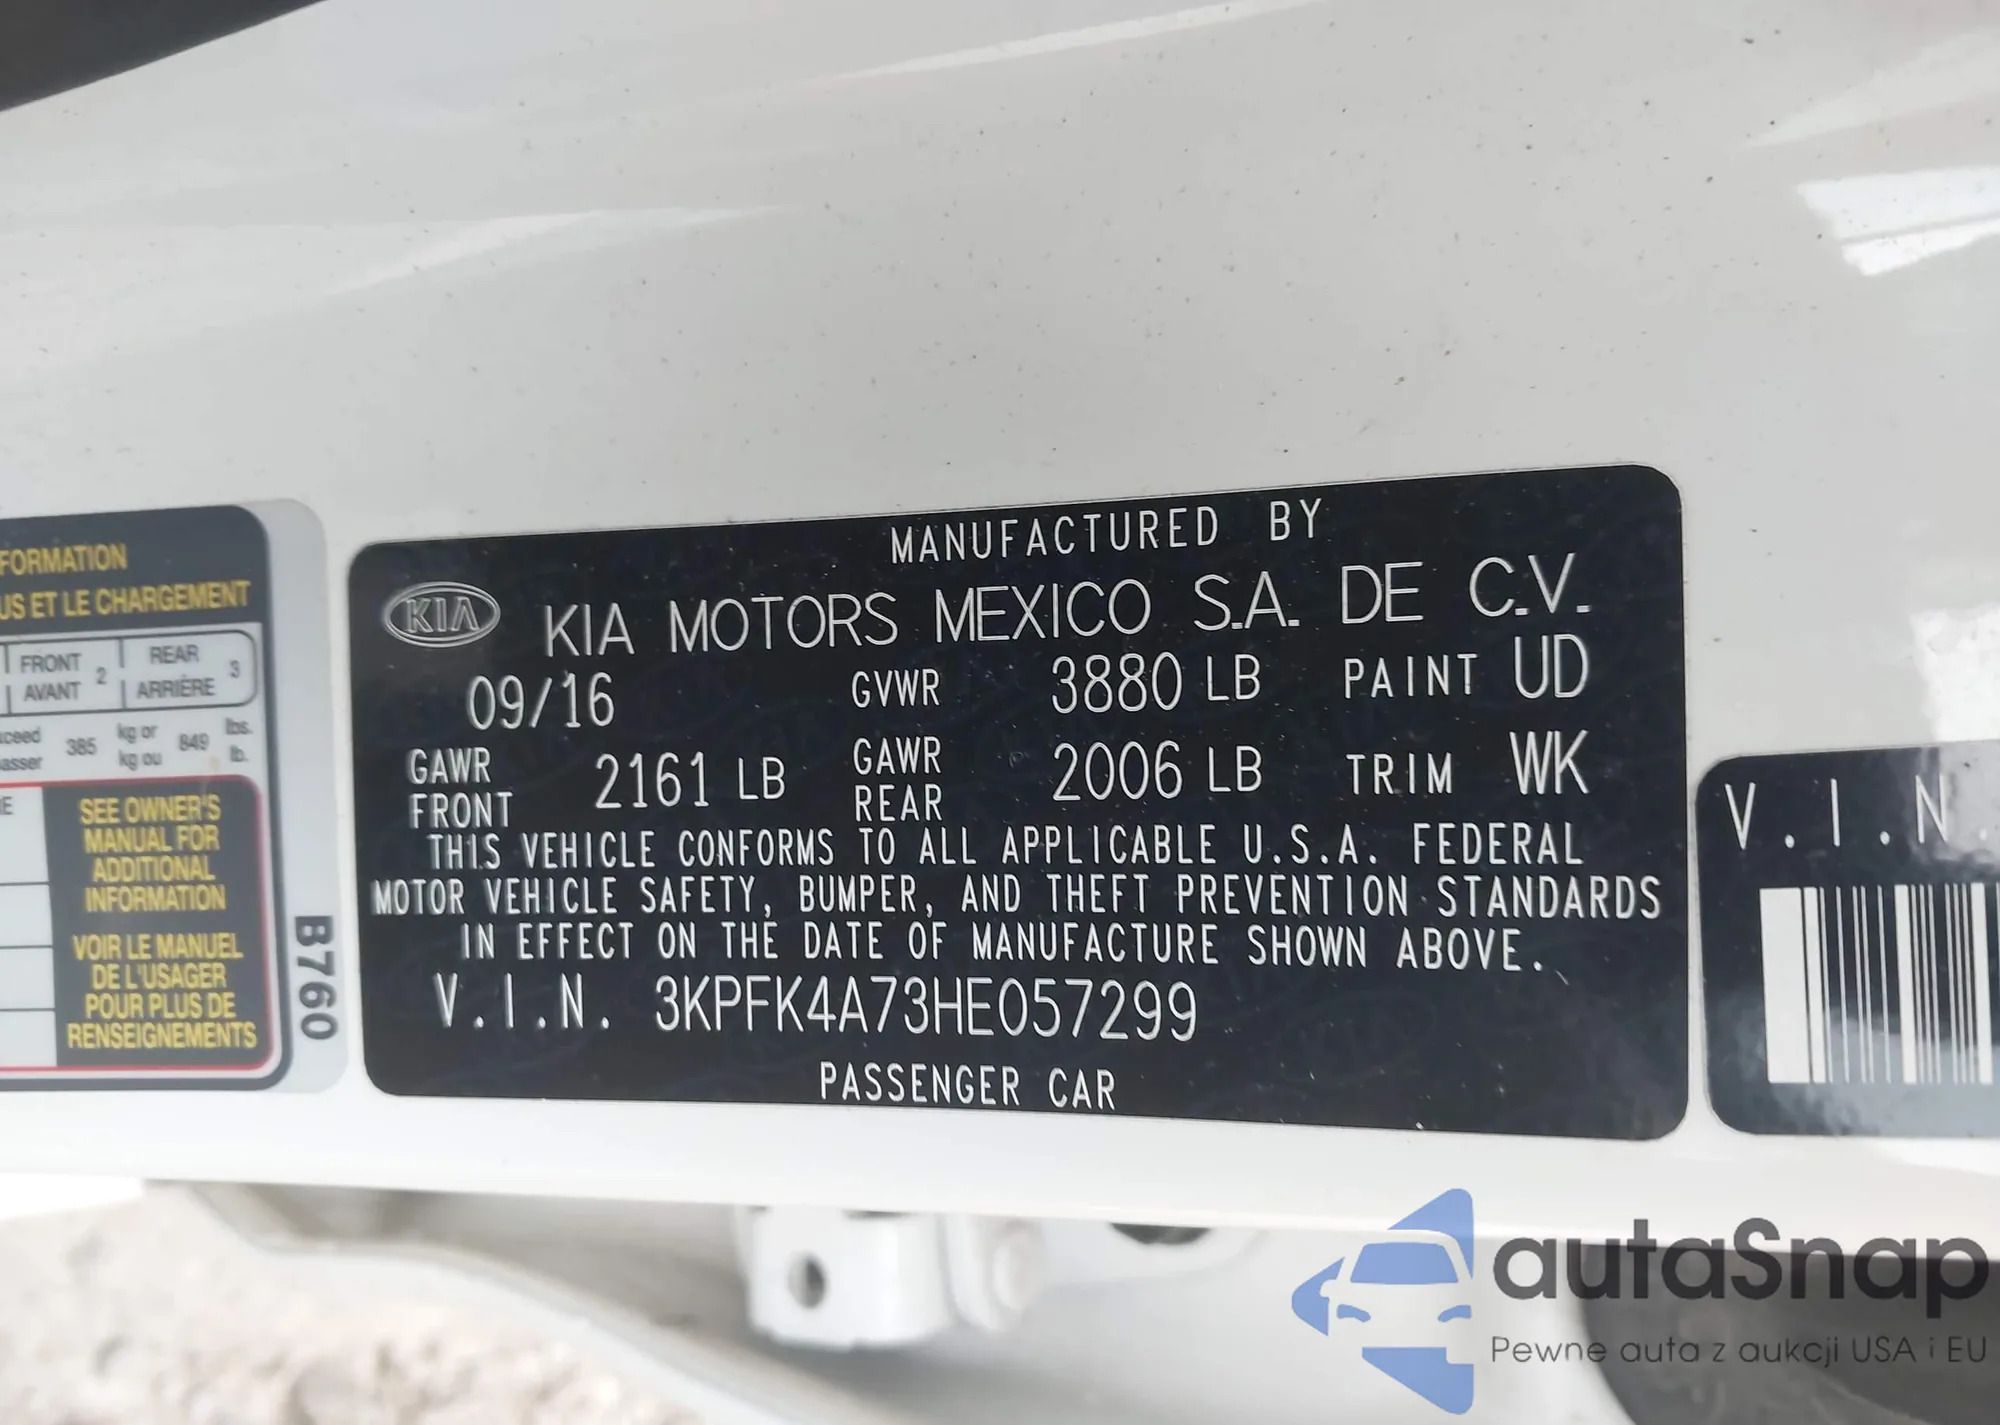 FORMATION
US ET LE CHARGEMENT
FRONT 2 REAR 3
AVANT ARRIÈRE
385 kg or 849 lbs.
kg ou lb.
SEE OWNER'S
MANUAL FOR
ADDITIONAL
INFORMATION
VOIR LE MANUEL
DE L'USAGER
POUR PLUS DE
RENSEIGNEMENTS
B760
MANUFACTURED BY
KIA KIA MOTORS MEXICO S.A. DE C.V.
09/16 GVWR 3880 LB PAINT UD
GAWR FRONT 2161 LB GAWR REAR 2006 LB TRIM WK
THIS VEHICLE CONFORMS TO ALL APPLICABLE U.S.A. FEDERAL
MOTOR VEHICLE SAFETY, BUMPER, AND THEFT PREVENTION STANDARDS
IN EFFECT ON THE DATE OF MANUFACTURE SHOWN ABOVE.
V.I.N. 3KPFK4A73HE057299
PASSENGER CAR
V.I.N.
autaSnap
Pewne auta z aukcji USA i EU